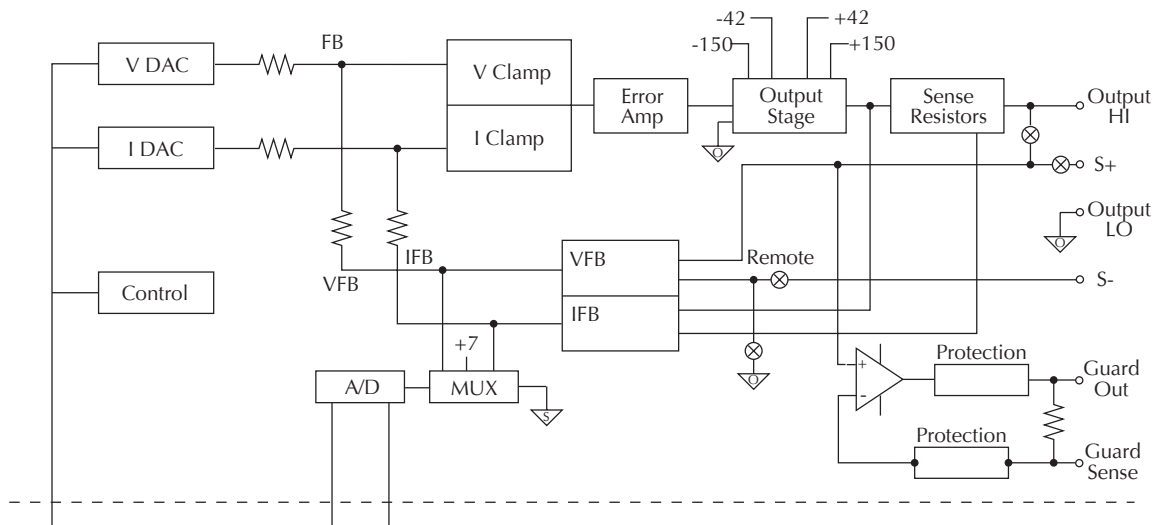 -42
+42
-150
+150
FB
V DAC
V Clamp
Error
Amp
Output
Stage
Sense
Resistors
Output
HI
I DAC
I Clamp
O
S+
Output
LO
O
IFB
VFB
VFB
Remote
S-
Control
IFB
+7
A/D
MUX
S
O
Protection
+
-
Guard
Out
Protection
Guard
Sense